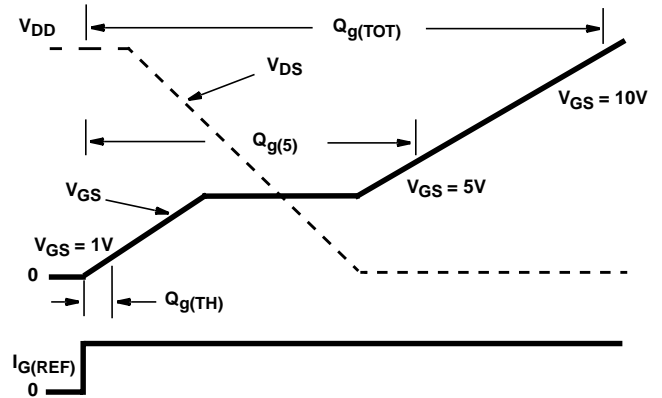 VDD
Qg(TOT)
VDS
VGS = 10V
Qg(5)
VGS
VGS = 5V
VGS = 1V
0
Qg(TH)
IG(REF)
0